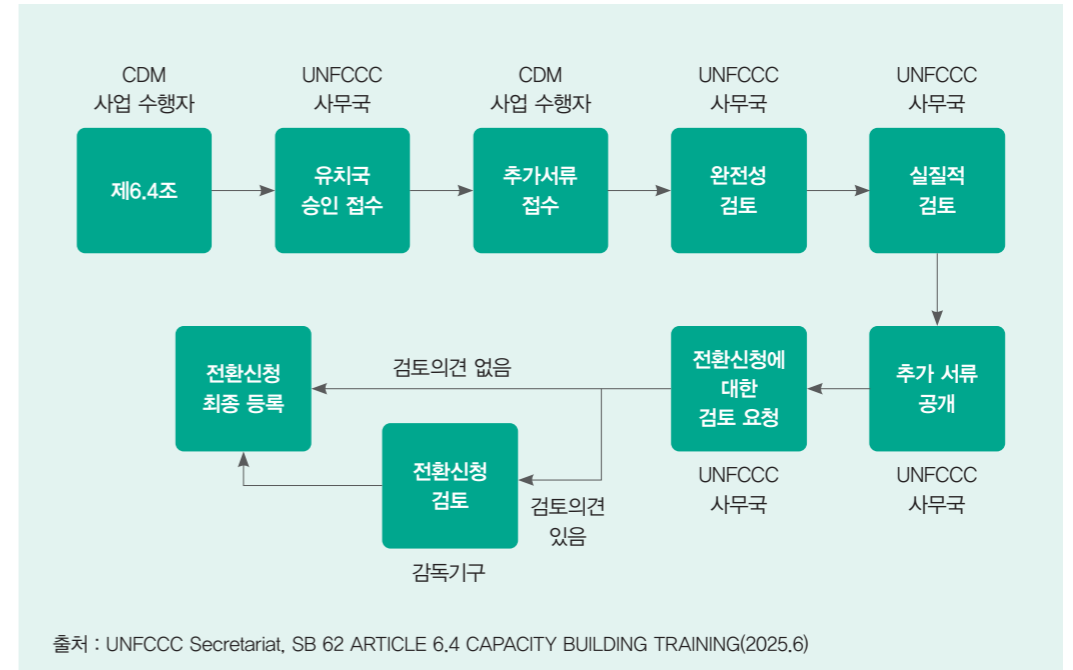 CDM
사업 수행자
UNFCCC
사무국
CDM
사업 수행자
UNFCCC
사무국
UNFCCC
사무국
제6.4조
유치국
승인 접수
추가서류
접수
완전성
검토
실질적
검토
전환신청
최종 등록
검토의견 없음
전환신청에
대한
검토 요청
추가 서류
공개
전환신청
검토
검토의견
있음
감독기구
UNFCCC
사무국
UNFCCC
사무국
출처 : UNFCCC Secretariat, SB 62 ARTICLE 6.4 CAPACITY BUILDING TRAINING(2025.6)